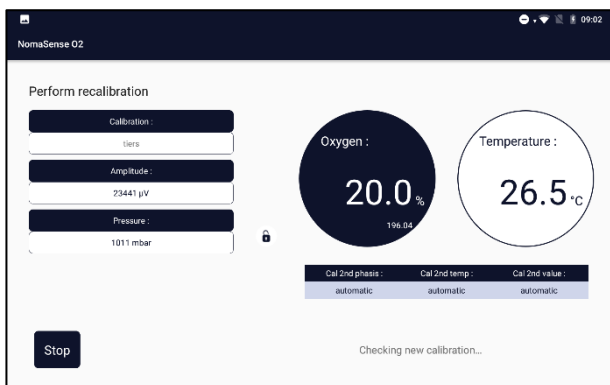 09:02
NomaSense O2
Perform recalibration
Calibration :
tiers
Amplitude :
23441 µV
Pressure :
1011 mbar
Oxygen :
20.0 %
196.04
Temperature :
26.5 °C
Cal 2nd phasis : Cal 2nd temp : Cal 2nd value :
automatic automatic automatic
Stop
Checking new calibration...